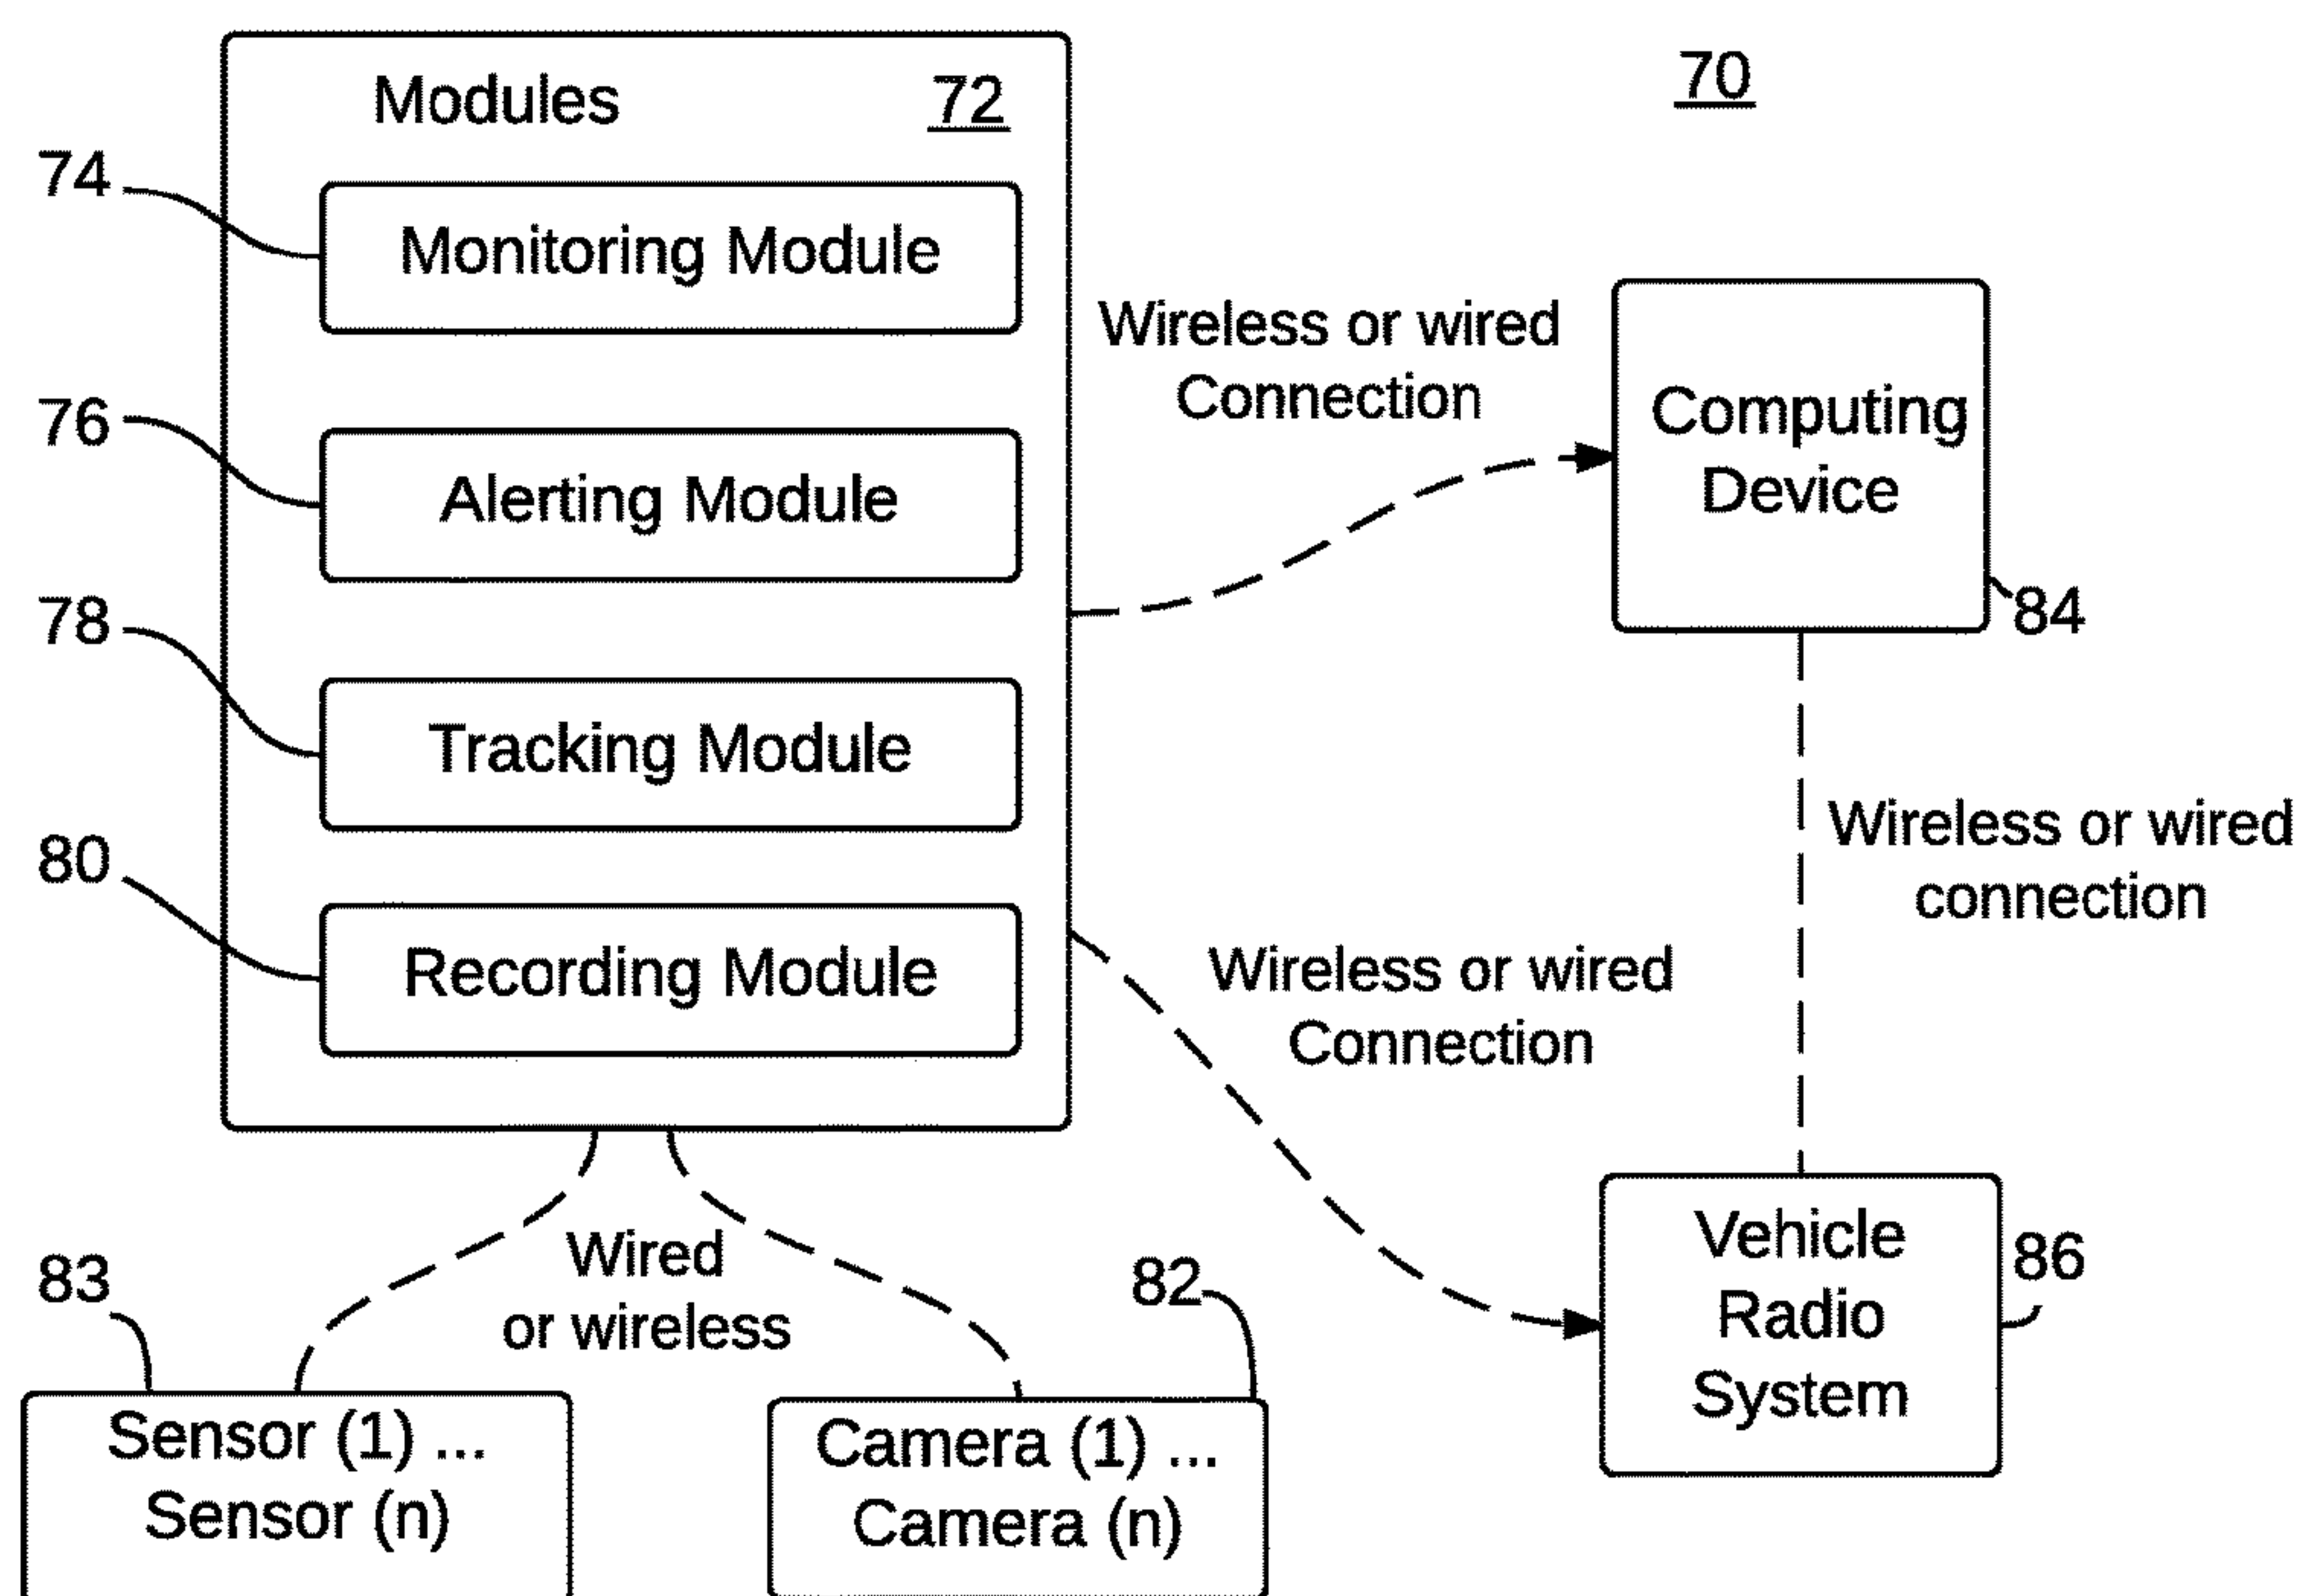 70
Modules 72
74
Monitoring Module
76
Alerting Module
78
Tracking Module
80
Recording Module
Wireless or wired
Connection
Computing
Device
84
Wireless or wired
connection
Wireless or wired
Connection
Vehicle
Radio
System
86
Wired
or wireless
83
Sensor (1) ...
Sensor (n)
82
Camera (1) ...
Camera (n)